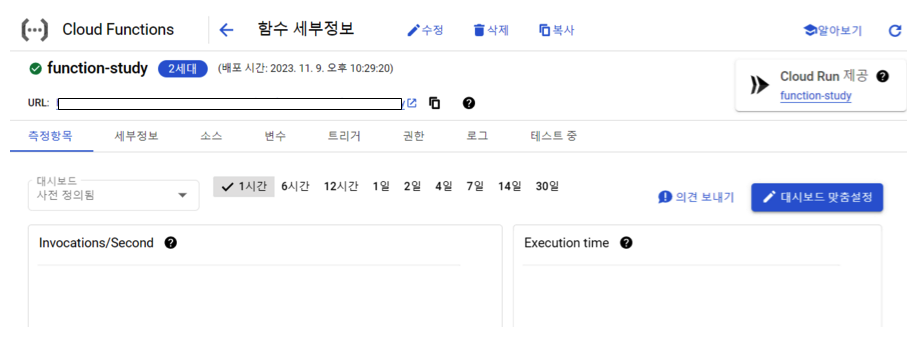 (···) Cloud Functions ← 함수 세부정보 수정 삭제 복사 알아보기
function-study 2세대 (배포 시간: 2023. 11. 9. 오후 10:29:20)
Cloud Run 제공
function-study
URL:
측정항목 세부정보 소스 변수 트리거 권한 로그 테스트 중
대시보드
사전 정의됨
1시간 6시간 12시간 1일 2일 4일 7일 14일 30일
의견 보내기 대시보드 맞춤설정
Invocations/Second Execution time